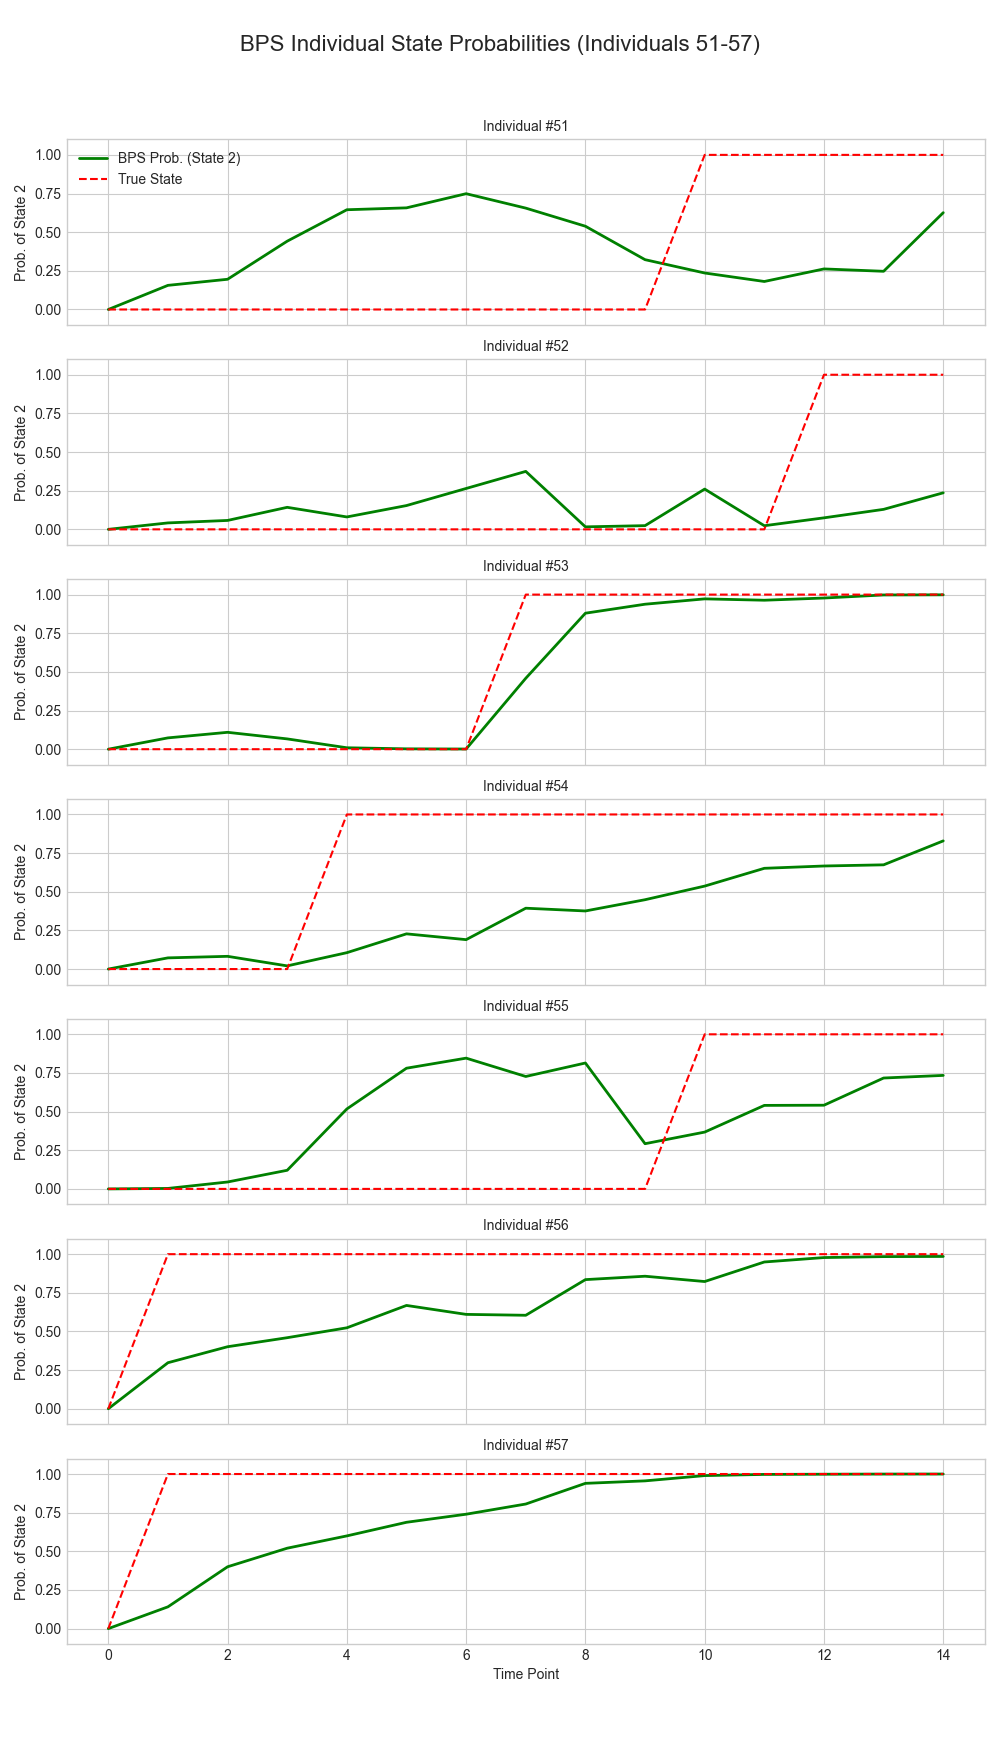 BPS Individual State Probabilities (Individuals 51-57)
Individual #51
BPS Prob. (State 2)
True State
Prob. of State 2
1.00
0.75
0.50
0.25
0.00
Individual #52
Prob. of State 2
1.00
0.75
0.50
0.25
0.00
Individual #53
Prob. of State 2
1.00
0.75
0.50
0.25
0.00
Individual #54
Prob. of State 2
1.00
0.75
0.50
0.25
0.00
Individual #55
Prob. of State 2
1.00
0.75
0.50
0.25
0.00
Individual #56
Prob. of State 2
1.00
0.75
0.50
0.25
0.00
Individual #57
Prob. of State 2
1.00
0.75
0.50
0.25
0.00
0 2 4 6 8 10 12 14
Time Point